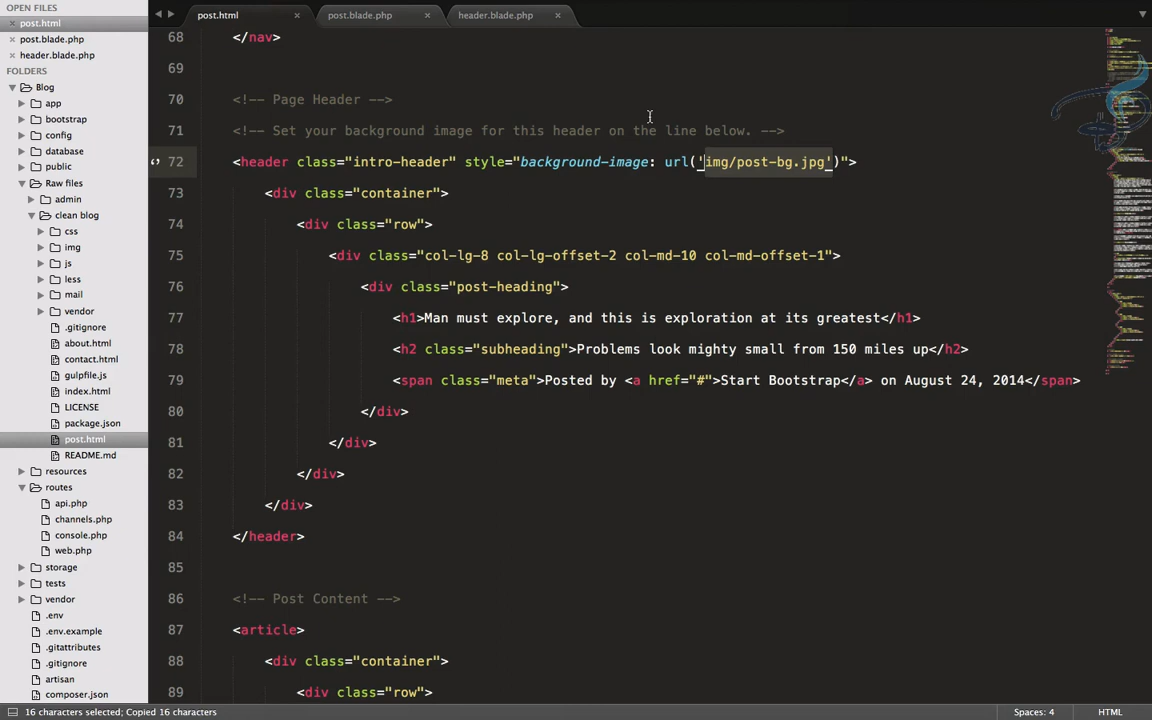 OPEN FILES
post.html
post.blade.php
header.blade.php
FOLDERS
Blog
app
bootstrap
config
database
public
Raw files
admin
clean blog
css
img
js
less
mail
vendor
.gitignore
about.html
contact.html
gulpfile.js
index.html
LICENSE
package.json
post.html
README.md
resources
routes
api.php
channels.php
console.php
web.php
storage
tests
vendor
.env
.env.example
.gitattributes
.gitignore
artisan
composer.json
post.html
post.blade.php
header.blade.php
68 </nav>
69
70 <!-- Page Header -->
71 <!-- Set your background image for this header on the line below. -->
72 <header class="intro-header" style="background-image: url('img/post-bg.jpg')">
73 <div class="container">
74 <div class="row">
75 <div class="col-lg-8 col-lg-offset-2 col-md-10 col-md-offset-1">
76 <div class="post-heading">
77 <h1>Man must explore, and this is exploration at its greatest</h1>
78 <h2 class="subheading">Problems look mighty small from 150 miles up</h2>
79 <span class="meta">Posted by <a href="#">Start Bootstrap</a> on August 24, 2014</span>
80 </div>
81 </div>
82 </div>
83 </div>
84 </header>
85
86 <!-- Post Content -->
87 <article>
88 <div class="container">
89 <div class="row">
16 characters selected; Copied 16 characters
Spaces: 4
HTML